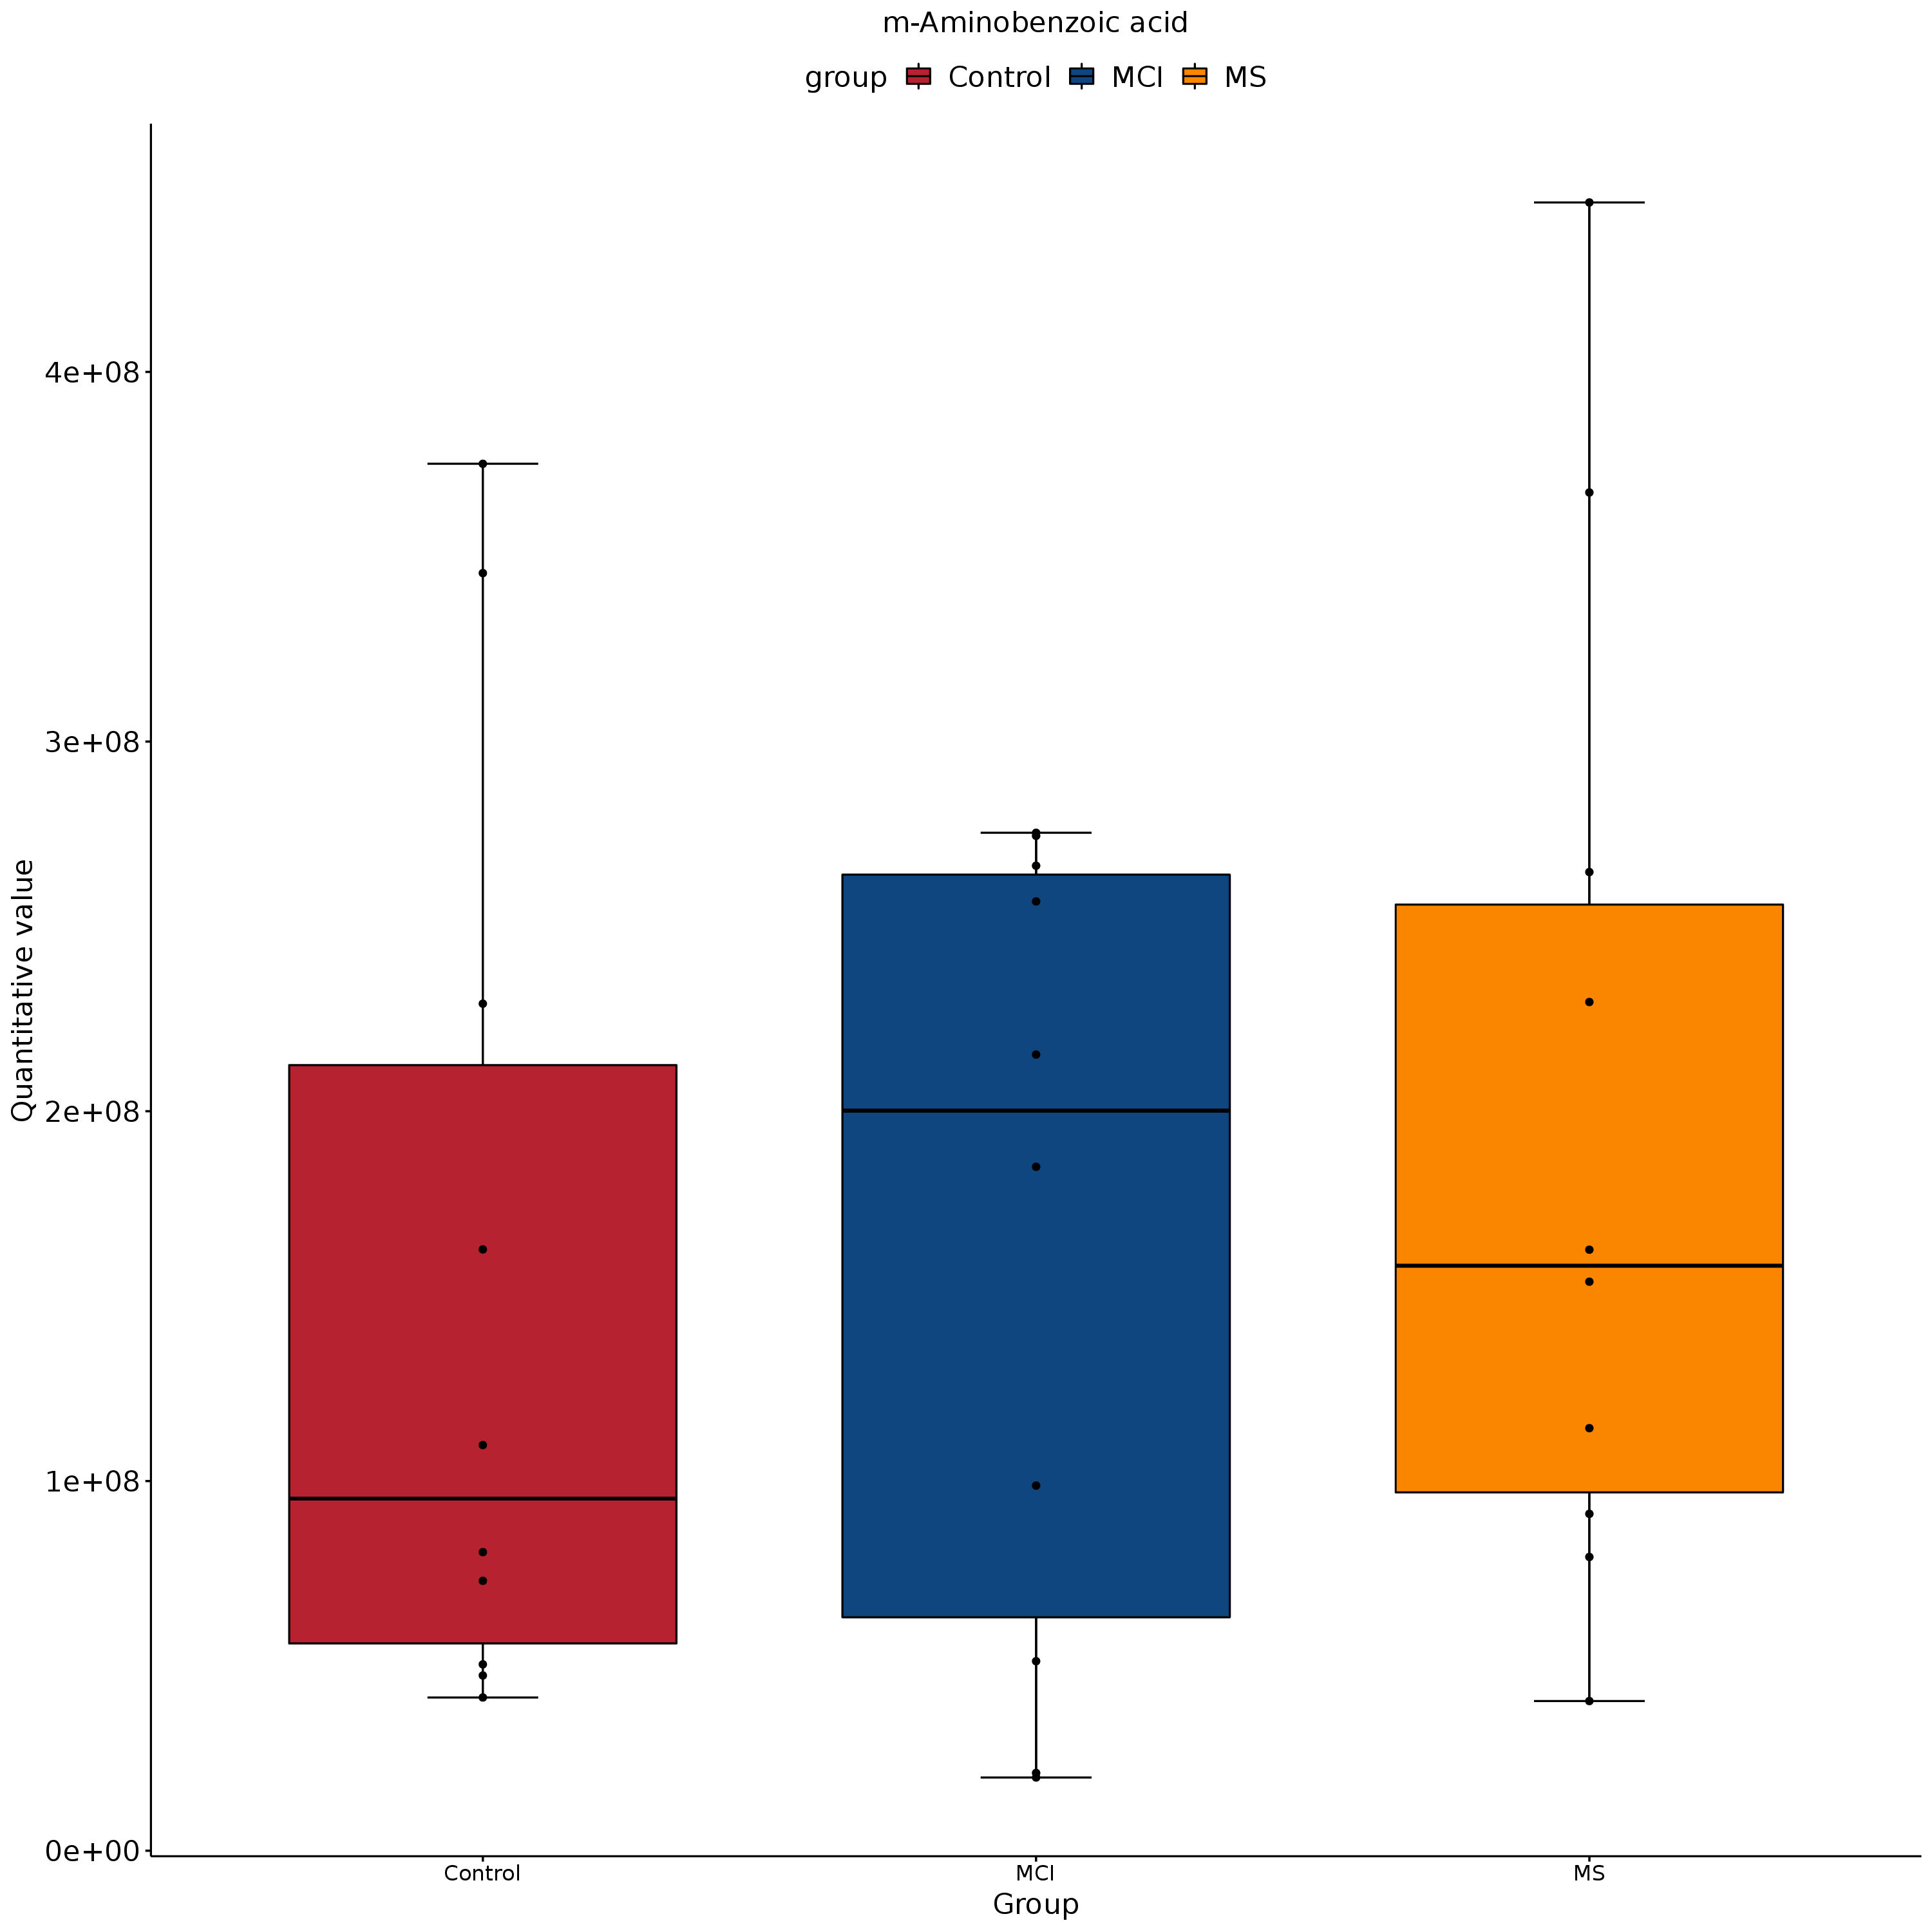 m-Aminobenzoic acid
group Control MCI MS
Quantitative value
4e+08
3e+08
2e+08
1e+08
0e+00
Control MCI MS
Group